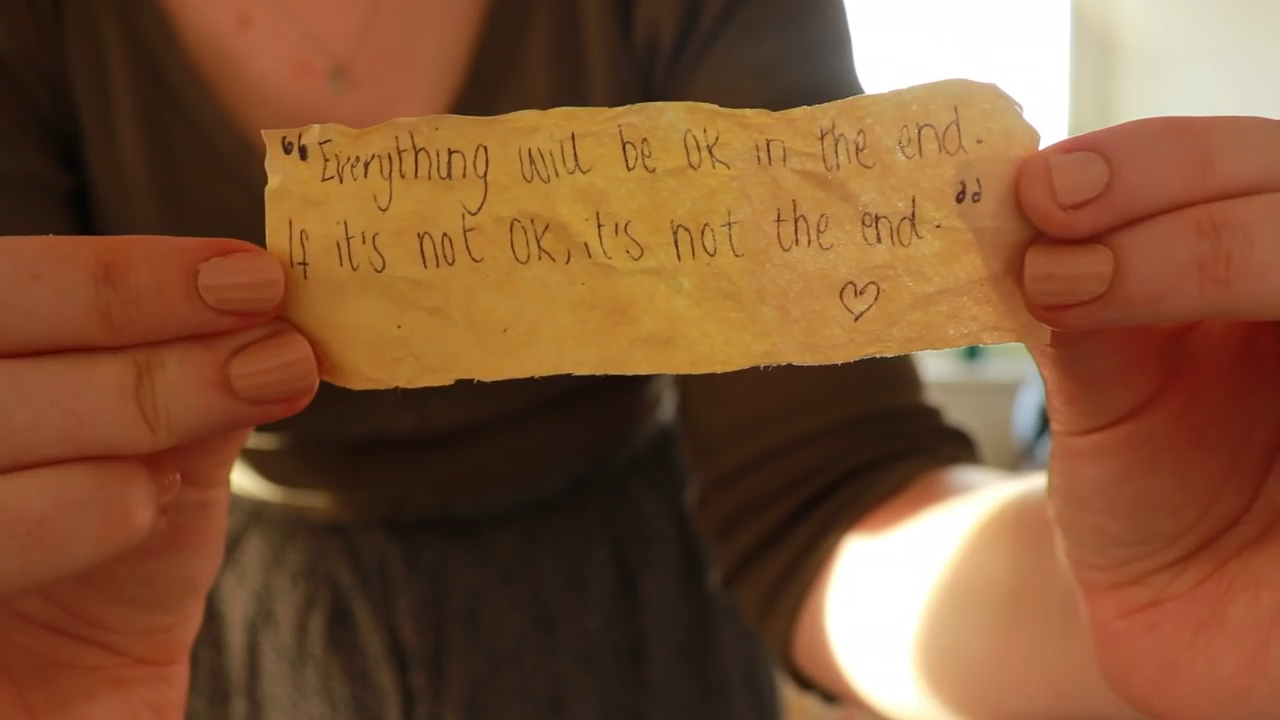 “Everything will be OK in the end.
If it's not OK, it's not the end.”